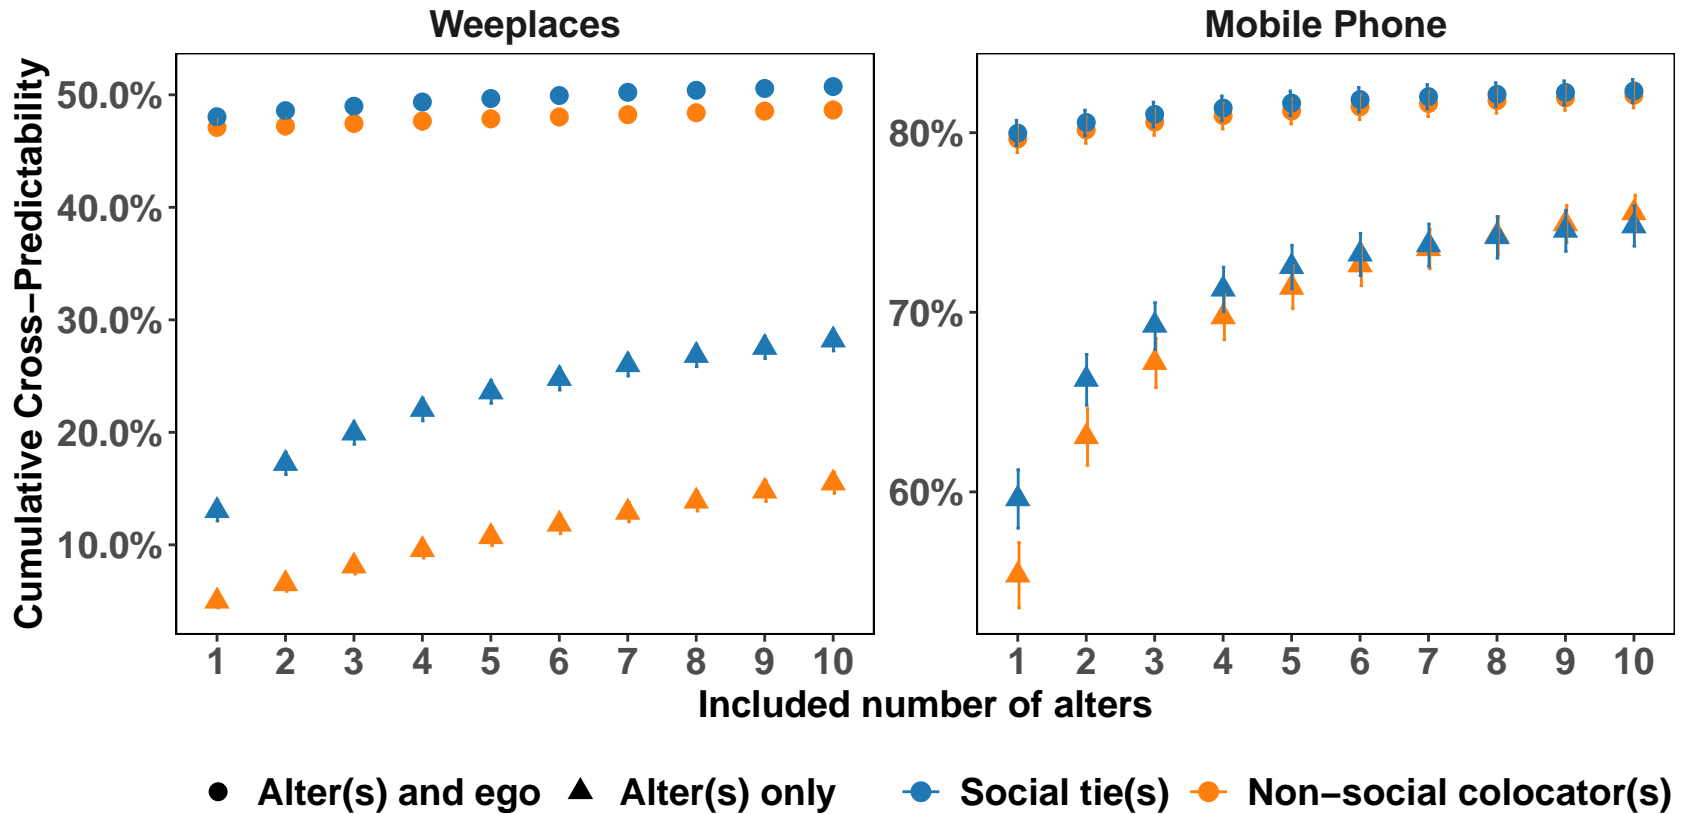 Weeplaces
Mobile Phone
Cumulative Cross–Predictability
50.0%
40.0%
30.0%
20.0%
10.0%
80%
70%
60%
1 2 3 4 5 6 7 8 9 10
1 2 3 4 5 6 7 8 9 10
Included number of alters
Alter(s) and ego Alter(s) only Social tie(s) Non–social colocator(s)